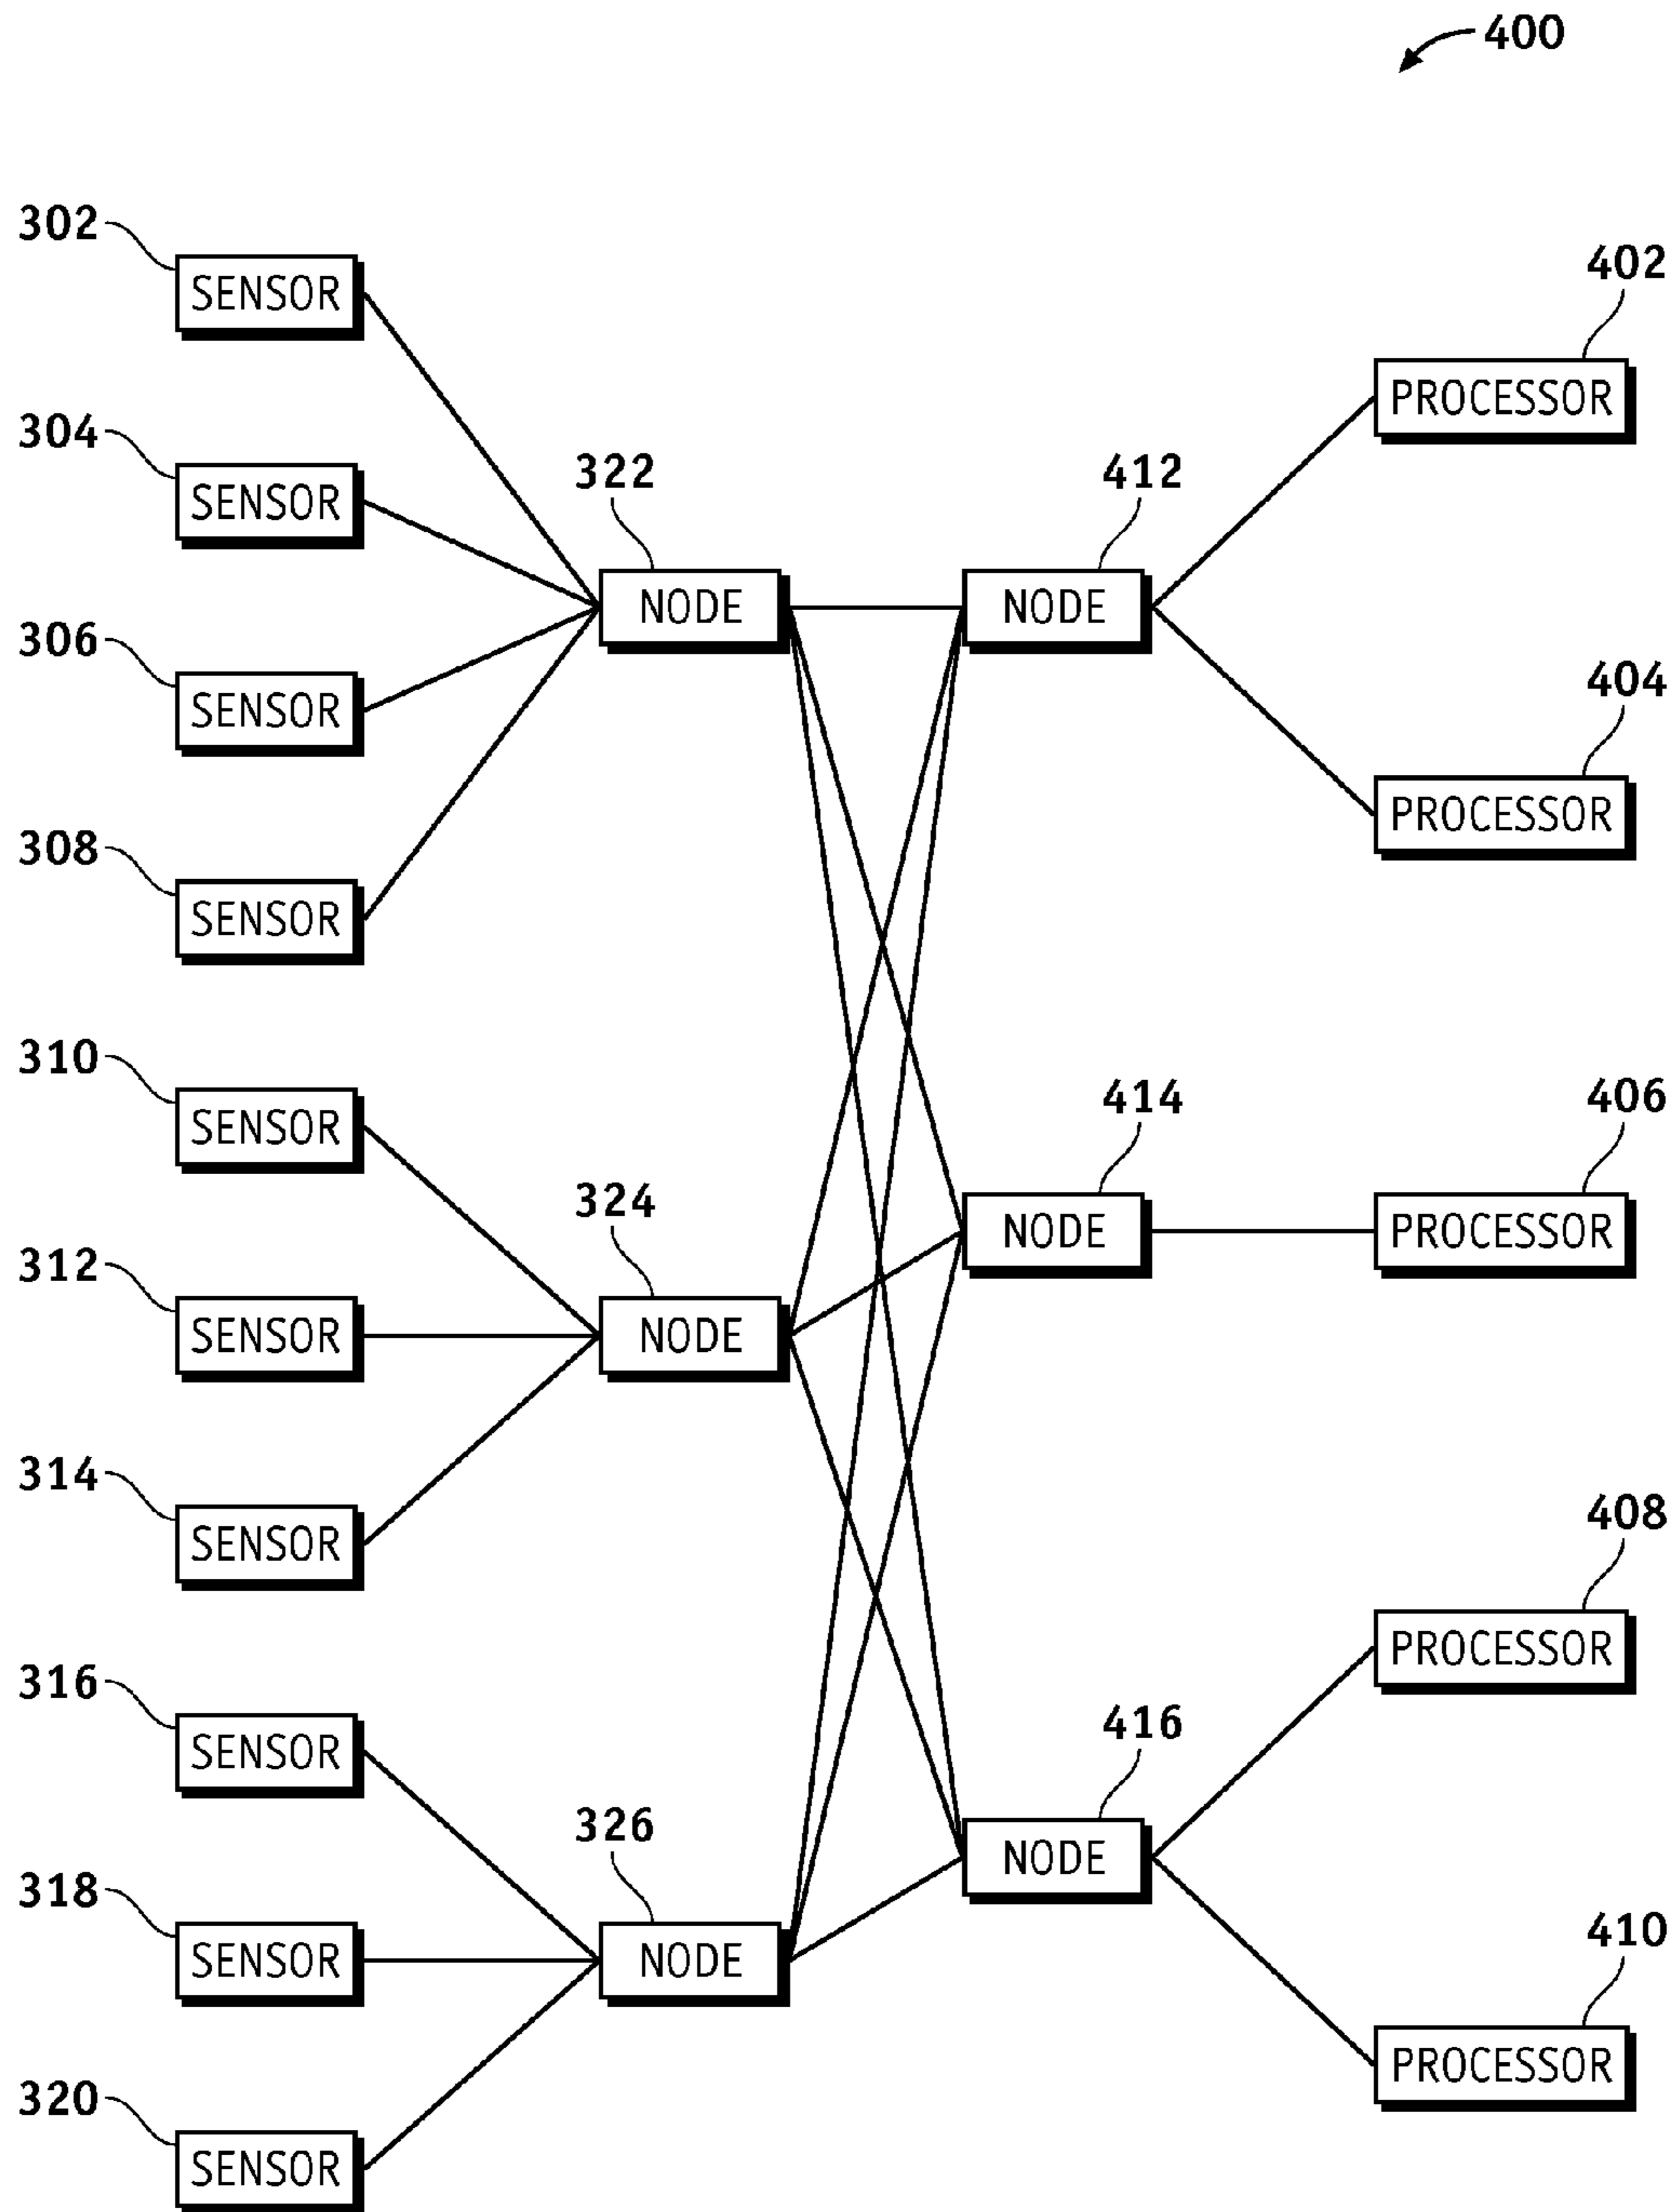 400
302
SENSOR
402
PROCESSOR
304
SENSOR
322
NODE
412
NODE
306
SENSOR
404
PROCESSOR
308
SENSOR
310
SENSOR
414
NODE
406
PROCESSOR
324
NODE
312
SENSOR
314
SENSOR
408
PROCESSOR
316
SENSOR
416
NODE
326
NODE
318
SENSOR
410
PROCESSOR
320
SENSOR